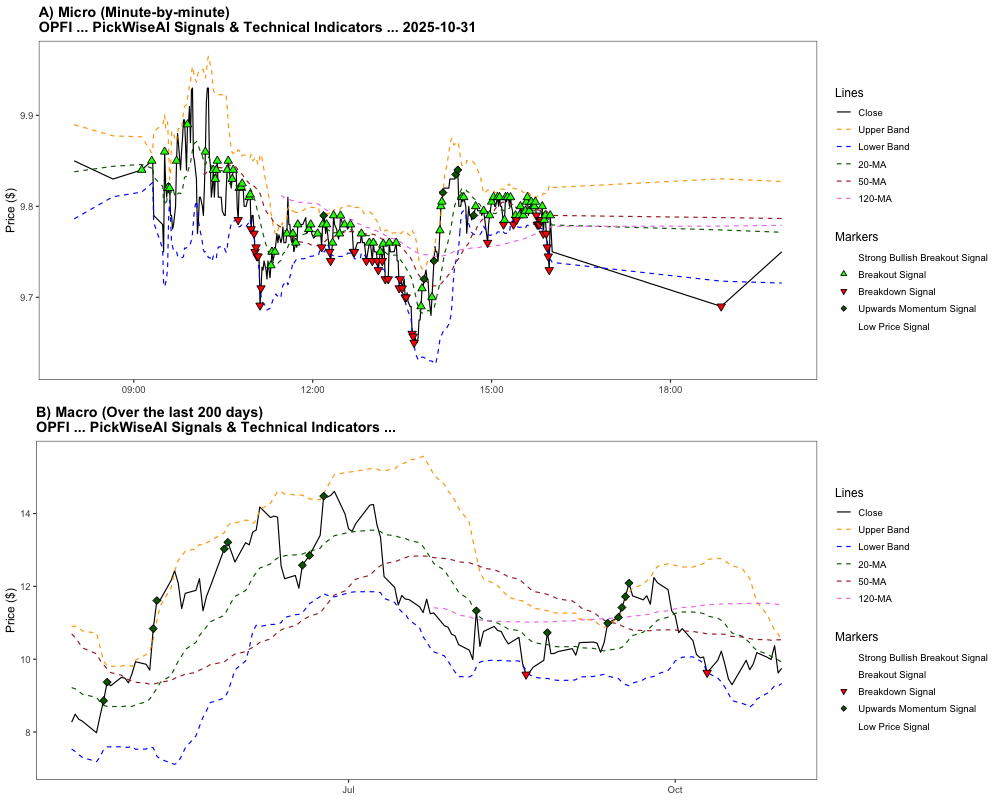 A) Micro (Minute-by-minute)
OPFI ... PickWiseAI Signals & Technical Indicators ... 2025-10-31
Price ($)
9.9
9.8
9.7
09:00
12:00
15:00
18:00
Lines
Close
Upper Band
Lower Band
20-MA
50-MA
120-MA
Markers
Strong Bullish Breakout Signal
Breakout Signal
Breakdown Signal
Upwards Momentum Signal
Low Price Signal
B) Macro (Over the last 200 days)
OPFI ... PickWiseAI Signals & Technical Indicators ...
Price ($)
14
12
10
8
Jul
Oct
Lines
Close
Upper Band
Lower Band
20-MA
50-MA
120-MA
Markers
Strong Bullish Breakout Signal
Breakout Signal
Breakdown Signal
Upwards Momentum Signal
Low Price Signal